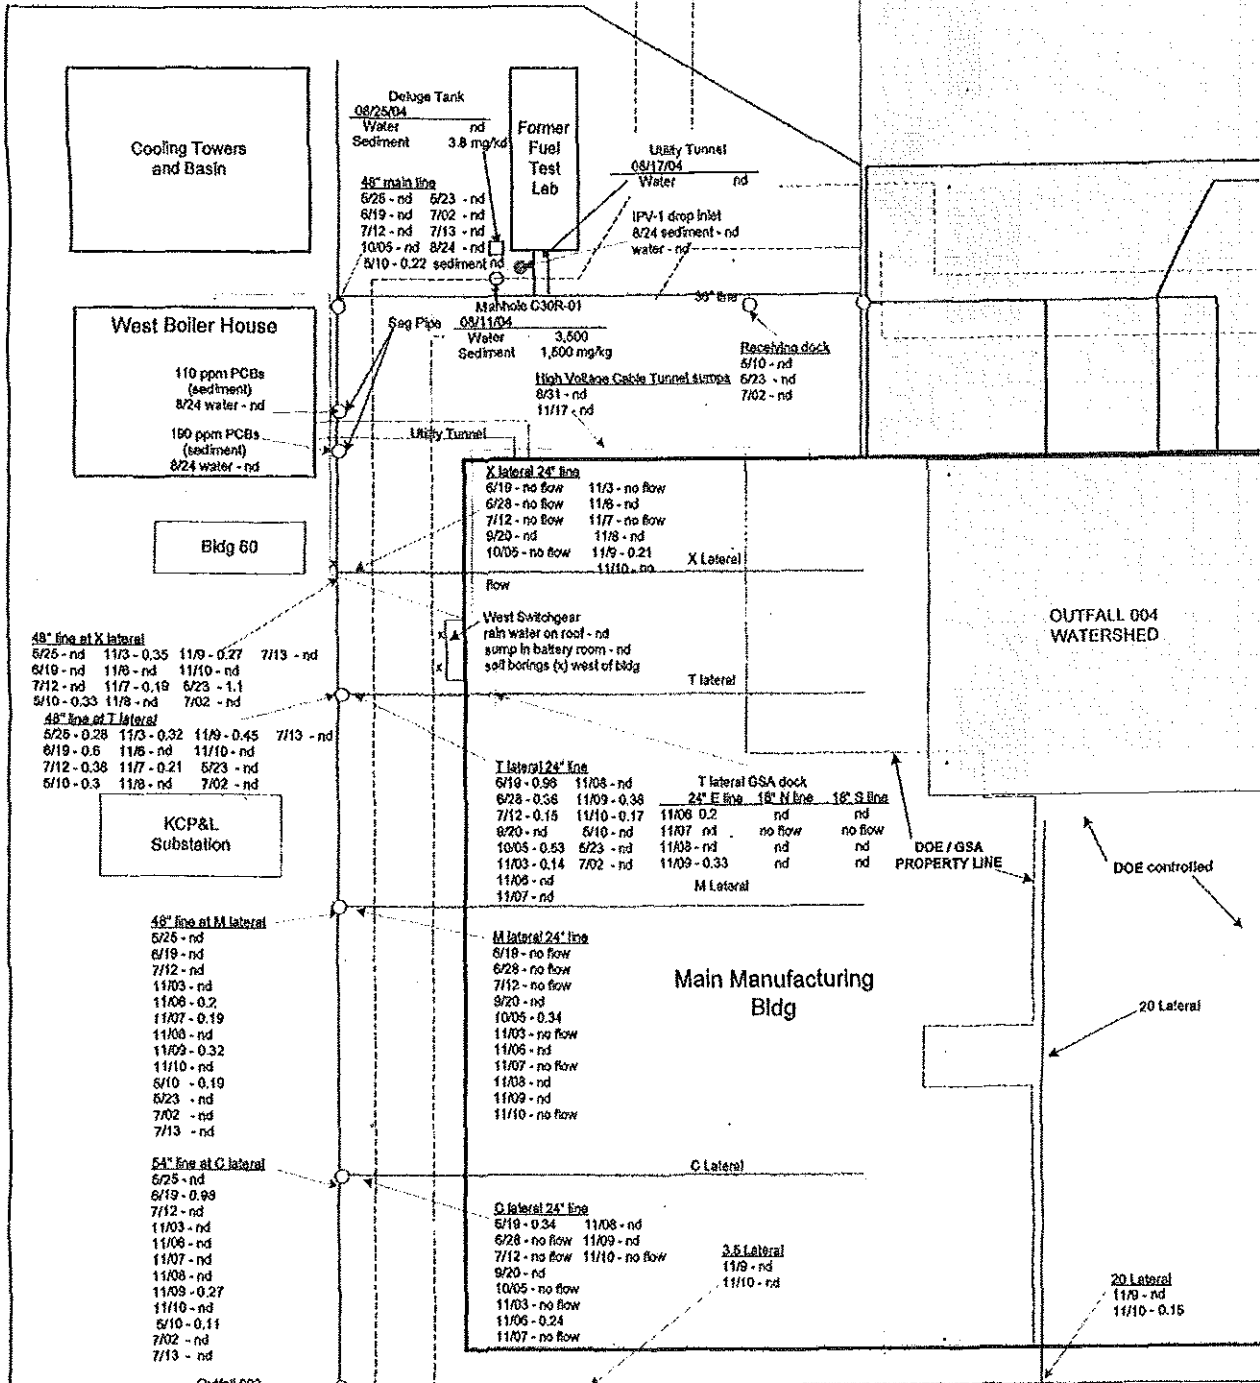 Cooling Towers
and Basin
Deluge Tank
08/25/04
Water nd
Sediment 3.8 mg/kd
Former
Fuel
Test
Lab
Utility Tunnel
08/17/04
Water nd
48" main line
5/25 - nd 5/23 - nd
6/19 - nd 7/02 - nd
7/12 - nd 7/13 - nd
10/05 - nd 8/24 - nd
5/10 - 0.22 sediment nd
IPV-1 drop inlet
8/24 sediment - nd
water - nd
36" line
Manhole C30R-01
08/11/04
Water 3,500
Sediment 1,500 mg/kg
Seg Pipe
West Boiler House
110 ppm PCBs
(sediment)
8/24 water - nd
190 ppm PCBs
(sediment)
8/24 water - nd
Receiving dock
5/10 - nd
5/23 - nd
7/02 - nd
High Voltage Cable Tunnel sumps
8/31 - nd
11/17 - nd
Utility Tunnel
X lateral 24" line
6/19 - no flow 11/3 - no flow
6/28 - no flow 11/6 - nd
7/12 - no flow 11/7 - no flow
9/20 - nd 11/8 - nd
10/05 - no flow 11/9 - 0.21
11/10 - no
flow
X Lateral
Bldg 60
OUTFALL 004
WATERSHED
West Switchgear
rain water on roof - nd
sump in battery room - nd
soil borings (x) west of bldg
x
x
x
48" line at X lateral
5/25 - nd 11/3 - 0.35 11/9 - 0.27 7/13 - nd
6/19 - nd 11/6 - nd 11/10 - nd
7/12 - nd 11/7 - 0.19 5/23 - 1.1
5/10 - 0.33 11/8 - nd 7/02 - nd
T lateral
48" line at T lateral
5/25 - 0.28 11/3 - 0.32 11/9 - 0.45 7/13 - nd
6/19 - 0.6 11/6 - nd 11/10 - nd
7/12 - 0.36 11/7 - 0.21 5/23 - nd
5/10 - 0.3 11/8 - nd 7/02 - nd
KCP&L
Substation
T lateral 24" line
6/19 - 0.96 11/08 - nd
6/28 - 0.36 11/09 - 0.38
7/12 - 0.15 11/10 - 0.17
9/20 - nd 5/10 - nd
10/05 - 0.53 5/23 - nd
11/03 - 0.14 7/02 - nd
11/06 - nd
11/07 - nd
T lateral GSA dock
24" E line 18" N line 18" S line
11/06 0.2 nd nd
11/07 nd no flow no flow
11/08 - nd nd nd
11/09 - 0.33 nd nd
M Lateral
DOE / GSA
PROPERTY LINE
DOE controlled
48" line at M lateral
5/25 - nd
6/19 - nd
7/12 - nd
11/03 - nd
11/06 - 0.2
11/07 - 0.19
11/08 - nd
11/09 - 0.32
11/10 - nd
5/10 - 0.19
5/23 - nd
7/02 - nd
7/13 - nd
M lateral 24" line
6/19 - no flow
6/28 - no flow
7/12 - no flow
9/20 - nd
10/05 - 0.34
11/03 - no flow
11/06 - nd
11/07 - no flow
11/08 - nd
11/09 - nd
11/10 - no flow
Main Manufacturing
Bldg
20 Lateral
54" line at C lateral
5/25 - nd
6/19 - 0.98
7/12 - nd
11/03 - nd
11/06 - nd
11/07 - nd
11/08 - nd
11/09 - 0.27
11/10 - nd
5/10 - 0.11
7/02 - nd
7/13 - nd
C Lateral
C lateral 24" line
6/19 - 0.34 11/08 - nd
6/28 - no flow 11/09 - nd
7/12 - no flow 11/10 - no flow
9/20 - nd
10/05 - no flow
11/03 - no flow
11/06 - 0.24
11/07 - no flow
3.5 Lateral
11/9 - nd
11/10 - nd
20 Lateral
11/9 - nd
11/10 - 0.15